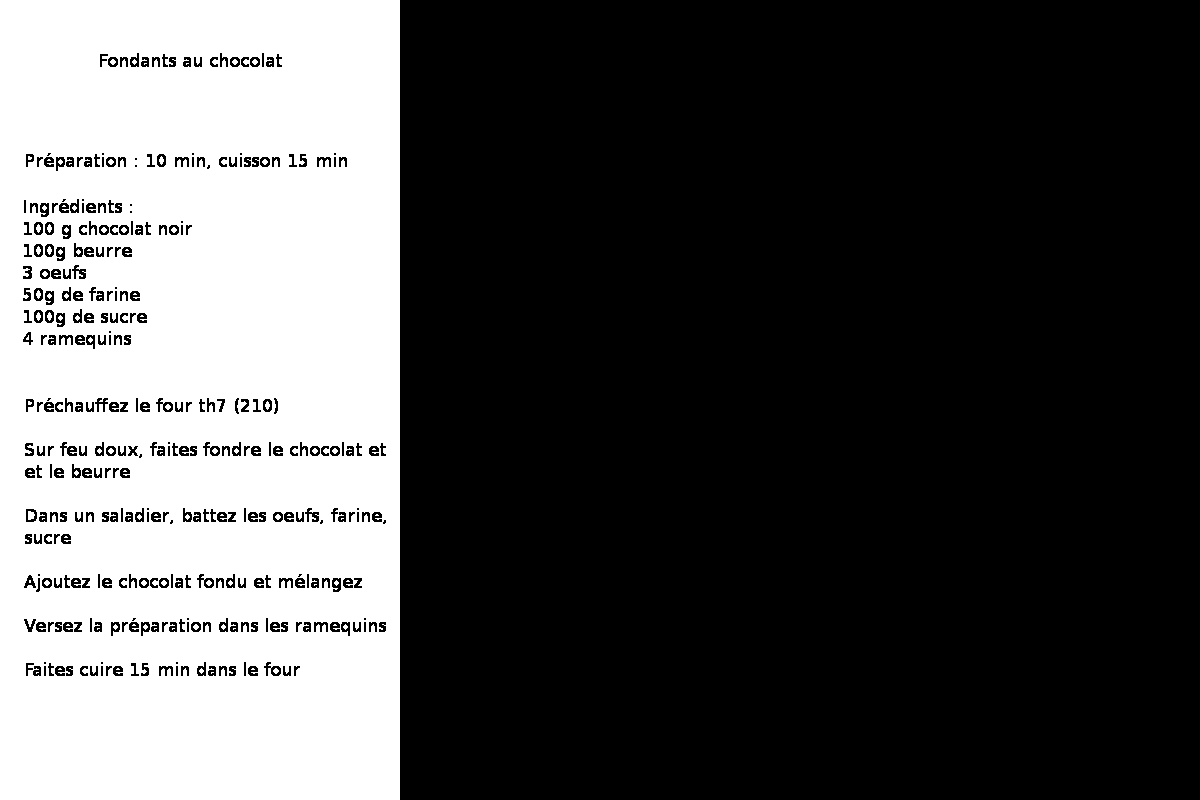 Fondants au chocolat
Préparation : 10 min, cuisson 15 min
Ingrédients :
100 g chocolat noir
100g beurre
3 oeufs
50g de farine
100g de sucre
4 ramequins
Préchauffez le four th7 (210)
Sur feu doux, faites fondre le chocolat et
et le beurre
Dans un saladier, battez les oeufs, farine,
sucre
Ajoutez le chocolat fondu et mélangez
Versez la préparation dans les ramequins
Faites cuire 15 min dans le four